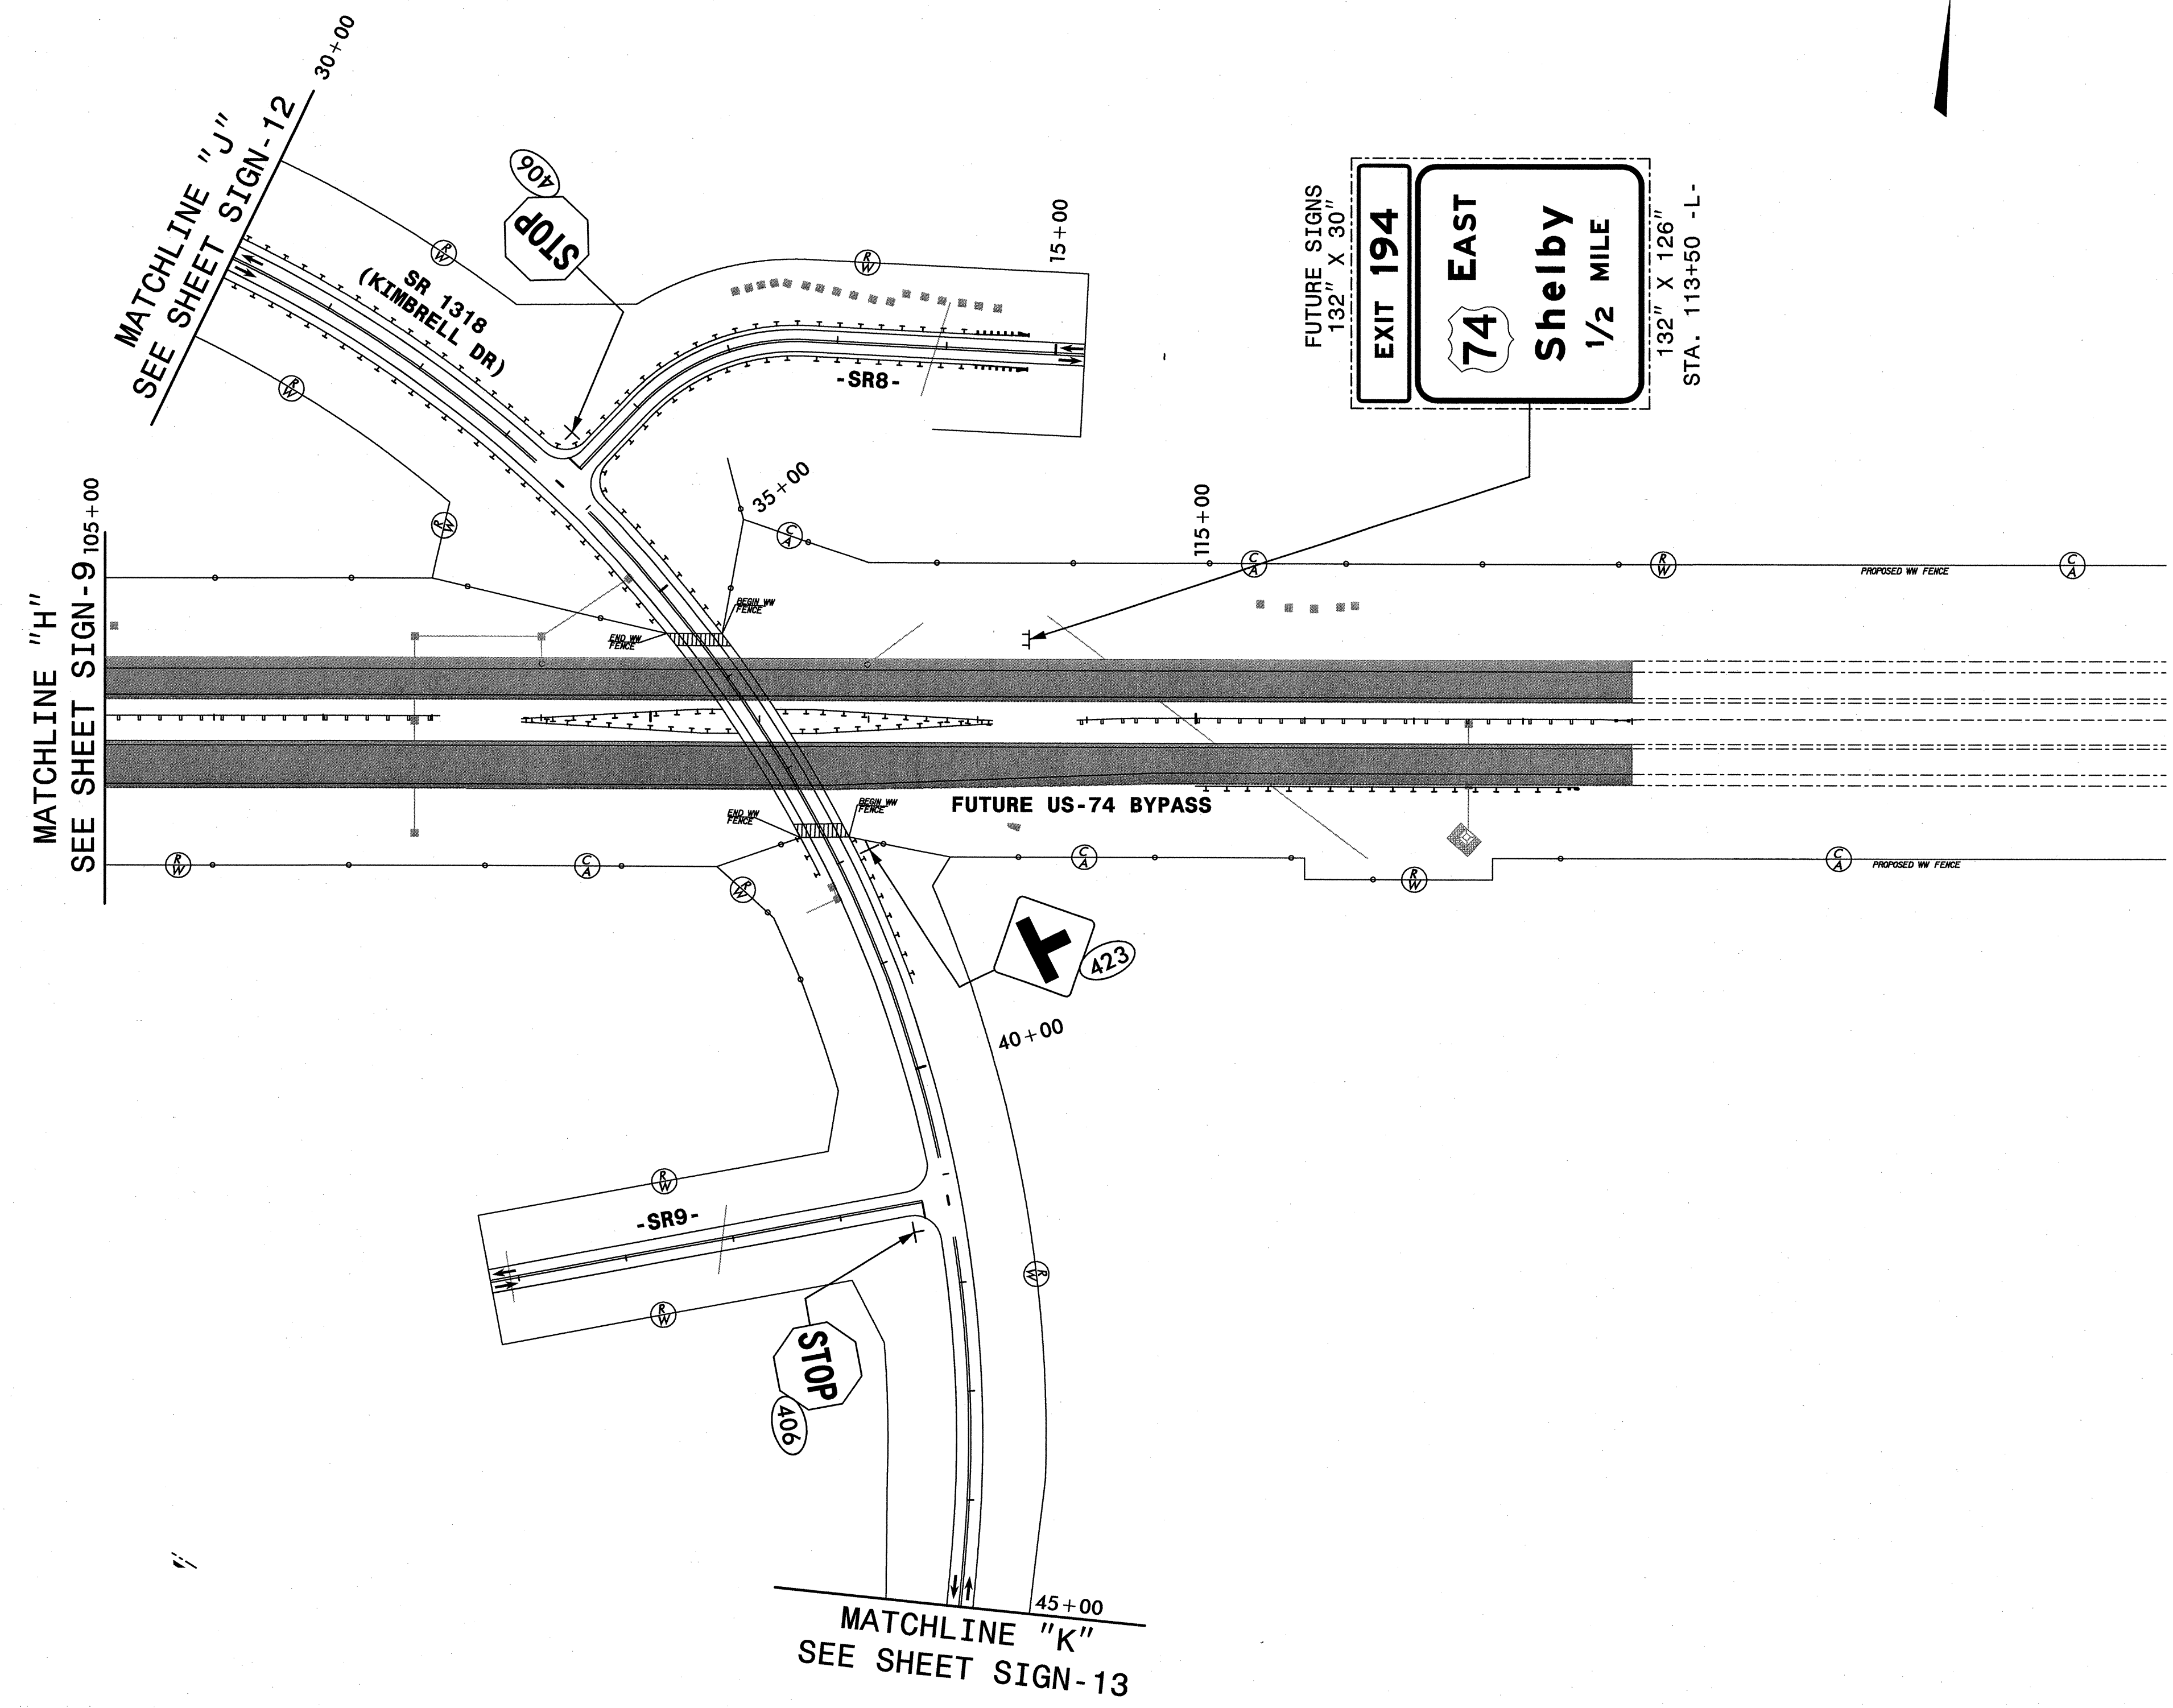 30+00
MATCHLINE "J"
SEE SHEET SIGN-12
406
STOP
R
W
SR 1318
(KIMBRELL DR)
R
W
R
W
15+00
-SR8-
FUTURE SIGNS
132" X 30"
EXIT 194
74 EAST
Shelby
1/2 MILE
132" X 126"
STA. 113+50 -L-
MATCHLINE "H"
SEE SHEET SIGN-9
105+00
R
W
35+00
C
A
115+00
C
A
R
W
PROPOSED WW FENCE
C
A
BEGIN WW
FENCE
END WW
FENCE
END WW
FENCE
BEGIN WW
FENCE
FUTURE US-74 BYPASS
R
W
C
A
R
W
C
A
R
W
C
A
PROPOSED WW FENCE
423
40+00
R
W
-SR9-
R
W
R
W
STOP
406
45+00
MATCHLINE "K"
SEE SHEET SIGN-13